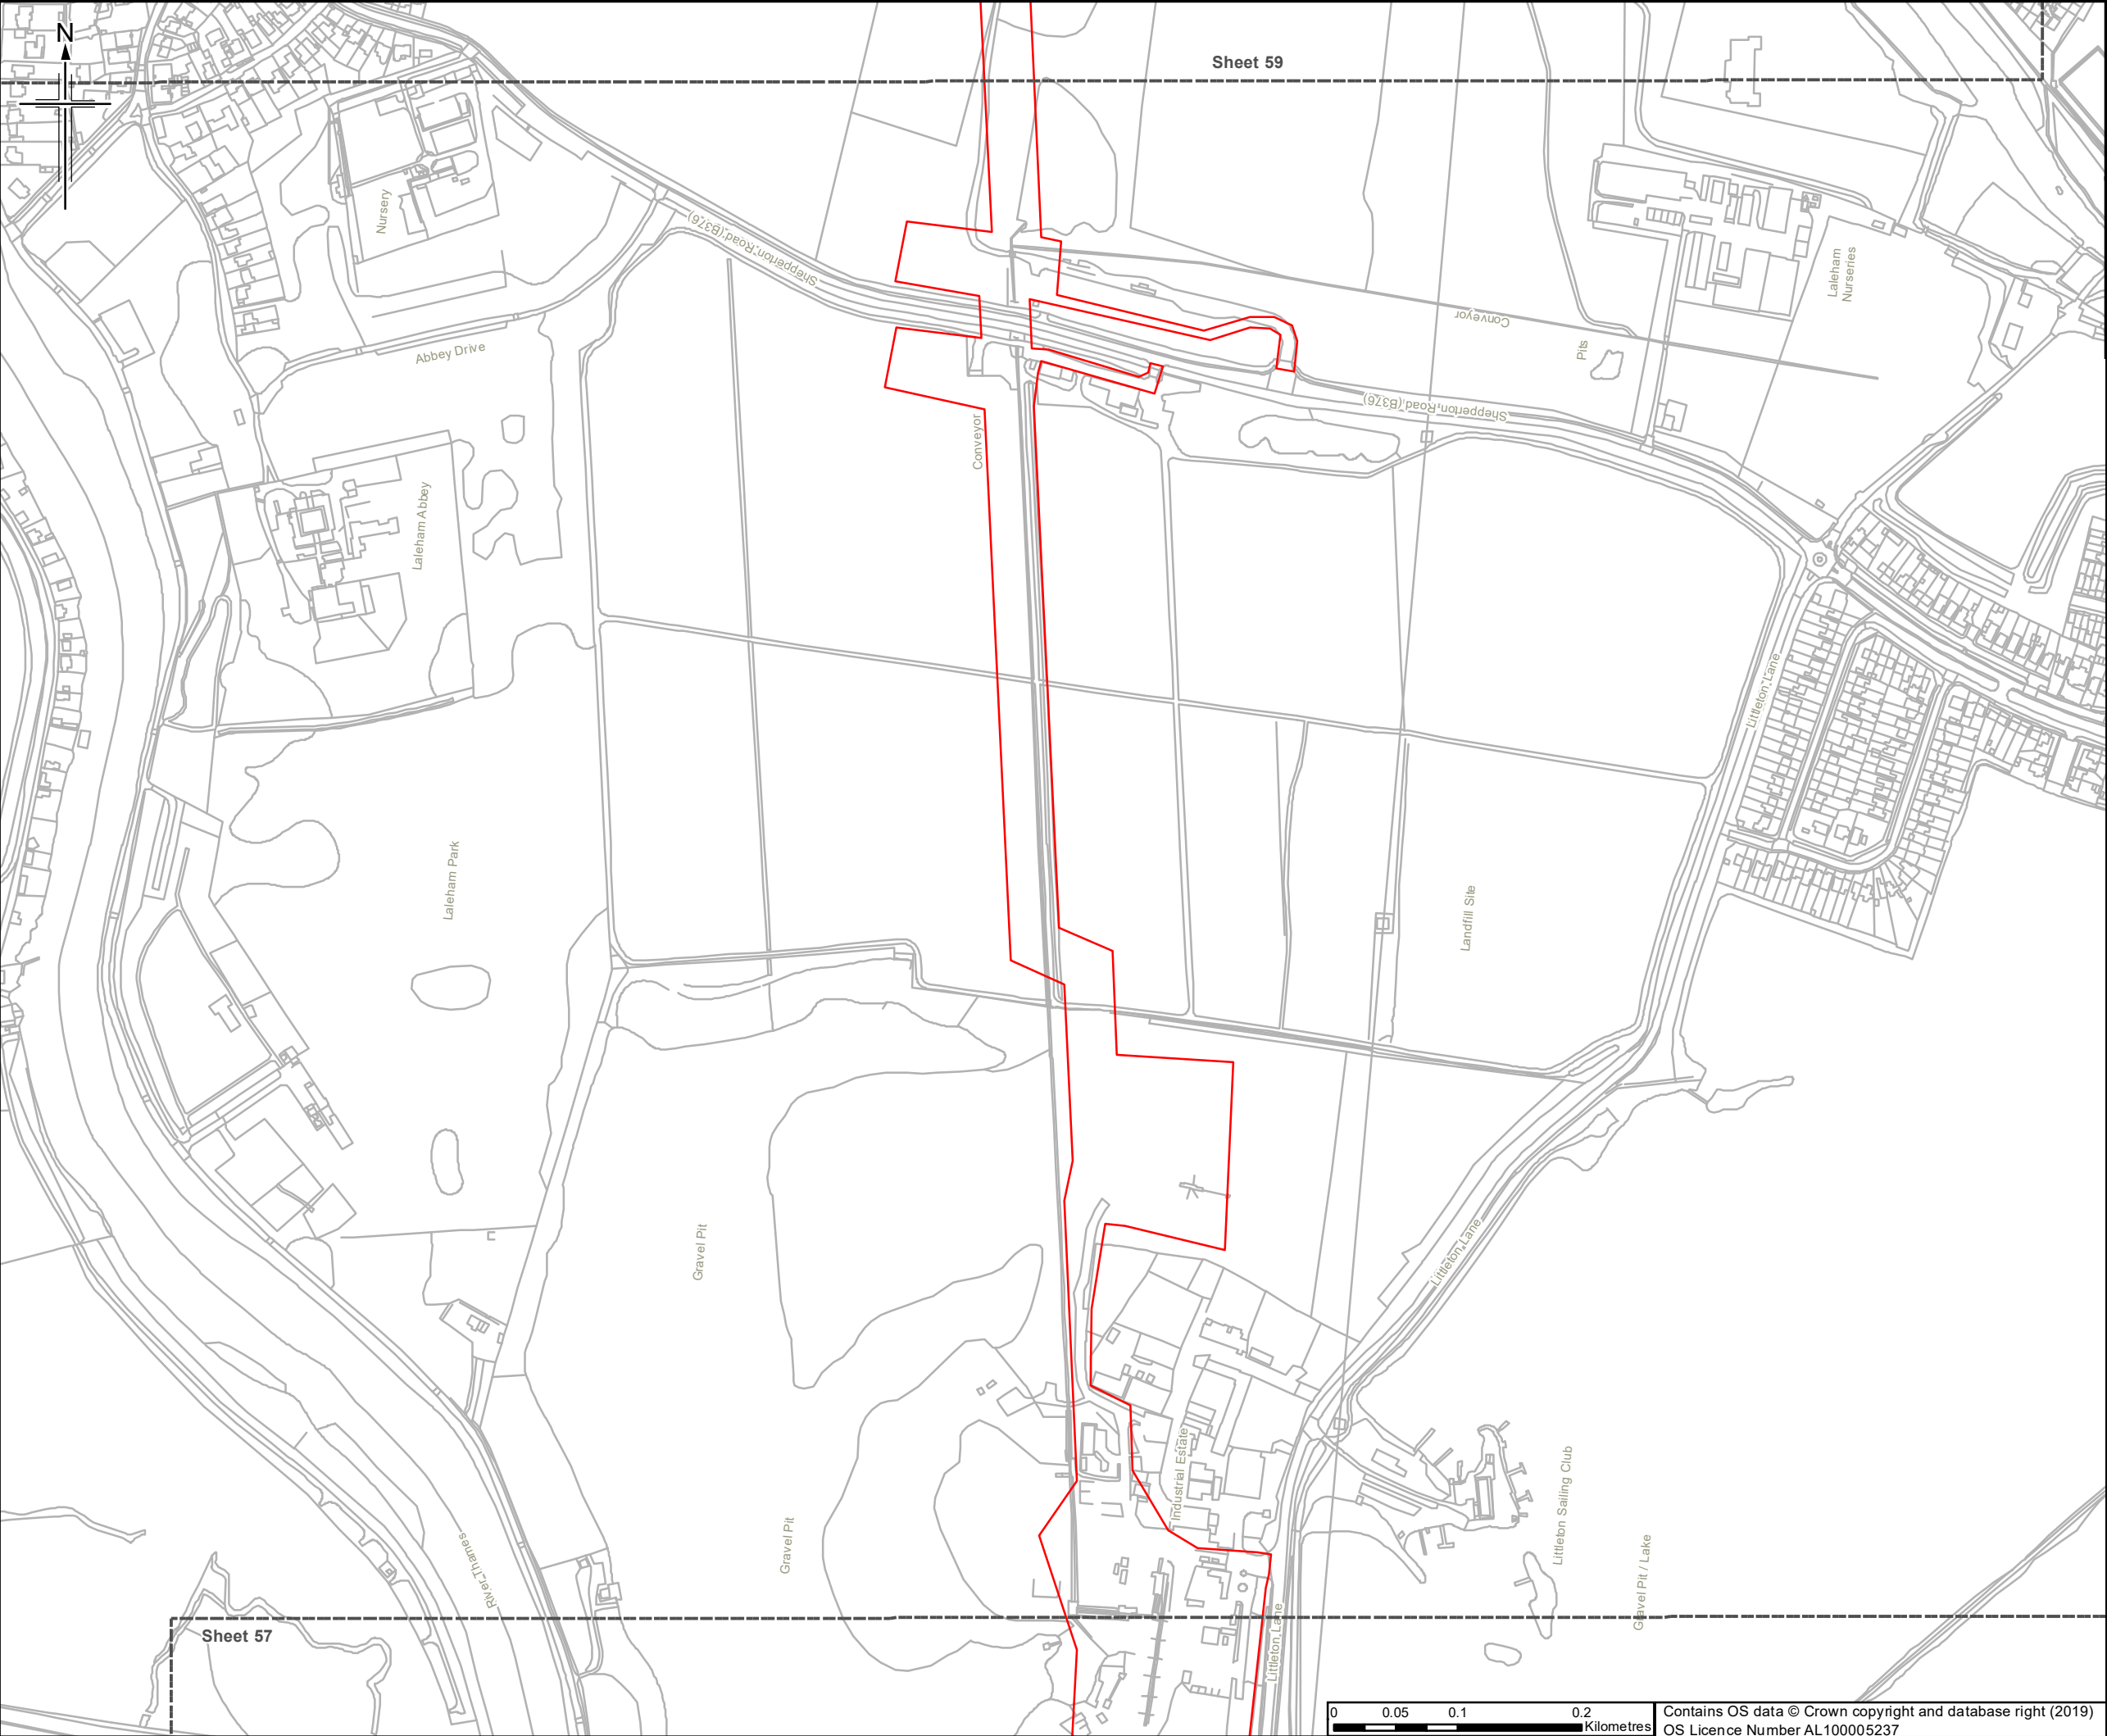 N
Sheet 59
Nursery
Shepperton Road (B376)
Laleham
Nurseries
Conveyor
Abbey Drive
Pits
Shepperton Road (B376)
Conveyor
Laleham Abbey
Littleton Lane
Laleham Park
Landfill Site
Gravel Pit
Littleton Lane
Industrial Estate
Littleton Sailing Club
Gravel Pit
River Thames
Gravel Pit / Lake
Littleton Lane
Sheet 57
0 0.05 0.1 0.2
Kilometres
Contains OS data © Crown copyright and database right (2019)
OS Licence Number AL100005237